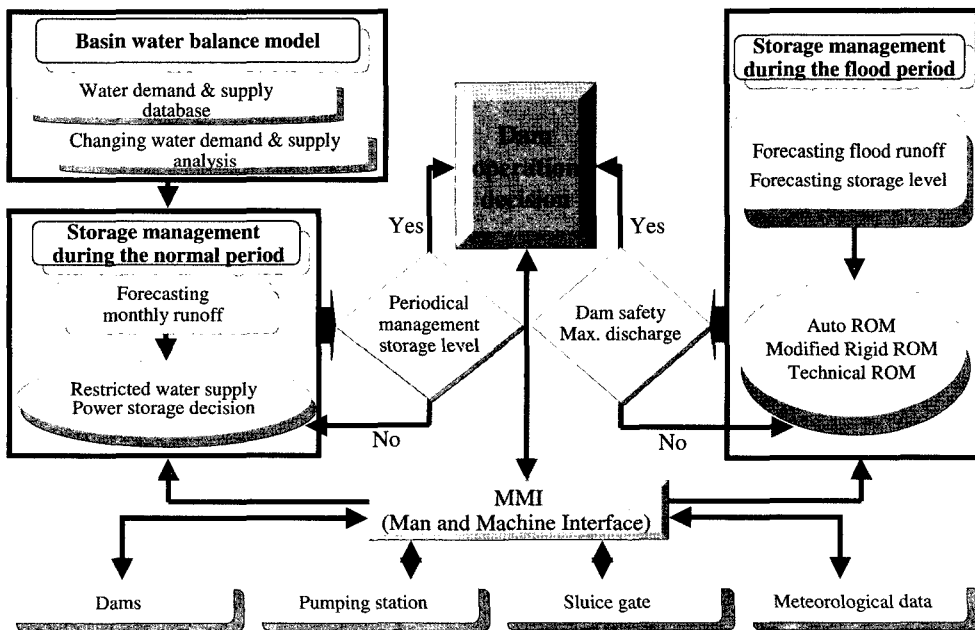 Basin water balance model
Water demand & supply
database
Changing water demand & supply
analysis
Storage management
during the normal period
Forecasting
monthly runoff
Restricted water supply
Power storage decision
Yes
Periodical
management
storage level
No
Dam
operation
decision
Yes
Dam safety
Max. discharge
No
Storage management
during the flood period
Forecasting flood runoff
Forecasting storage level
Auto ROM
Modified Rigid ROM
Technical ROM
MMI
(Man and Machine Interface)
Dams
Pumping station
Sluice gate
Meteorological data